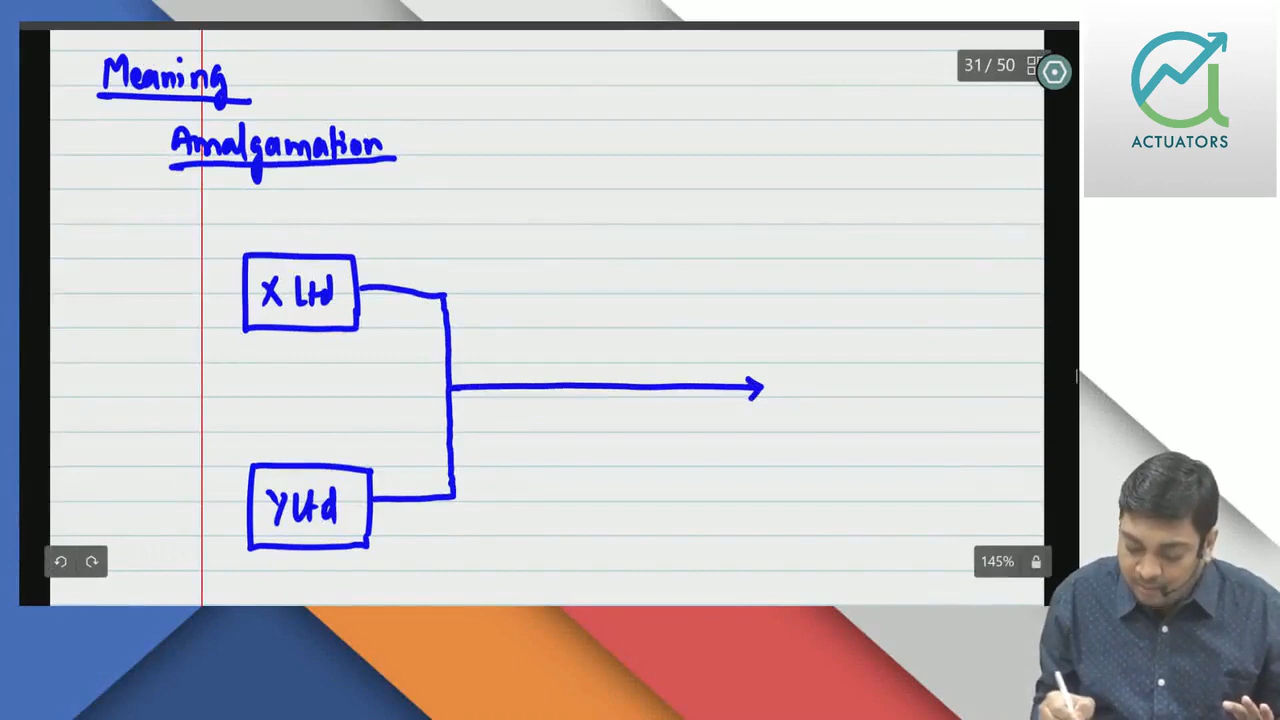 Meaning
31 / 50
ACTUATORS
Amalgamation
X Ltd
Y Ltd
145%